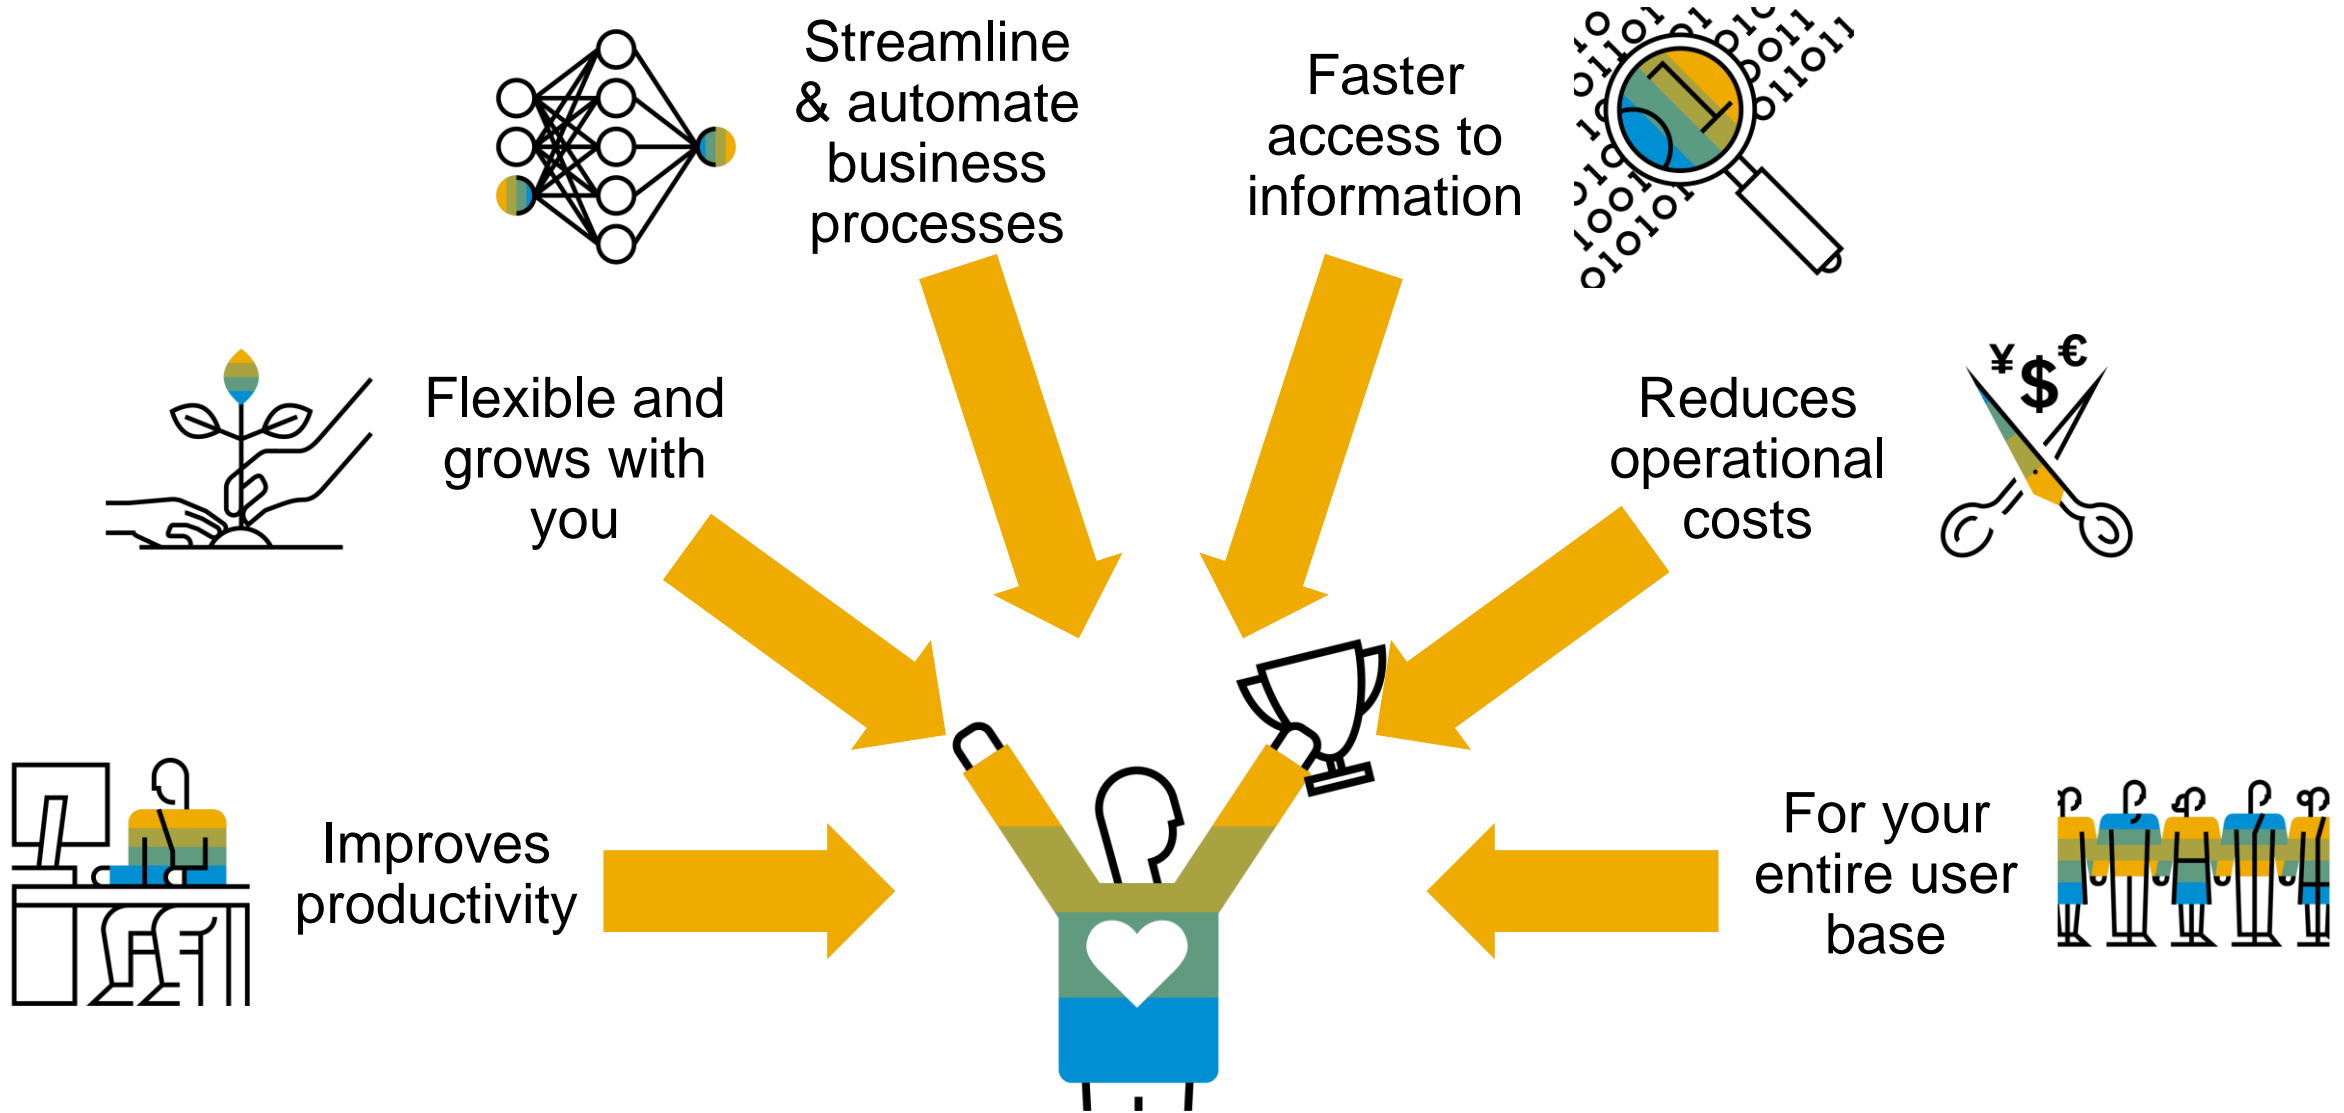 Streamline
& automate
business
processes
Faster
access to
information
Flexible and
grows with
you
Reduces
operational
costs
¥$€
Improves
productivity
For your
entire user
base